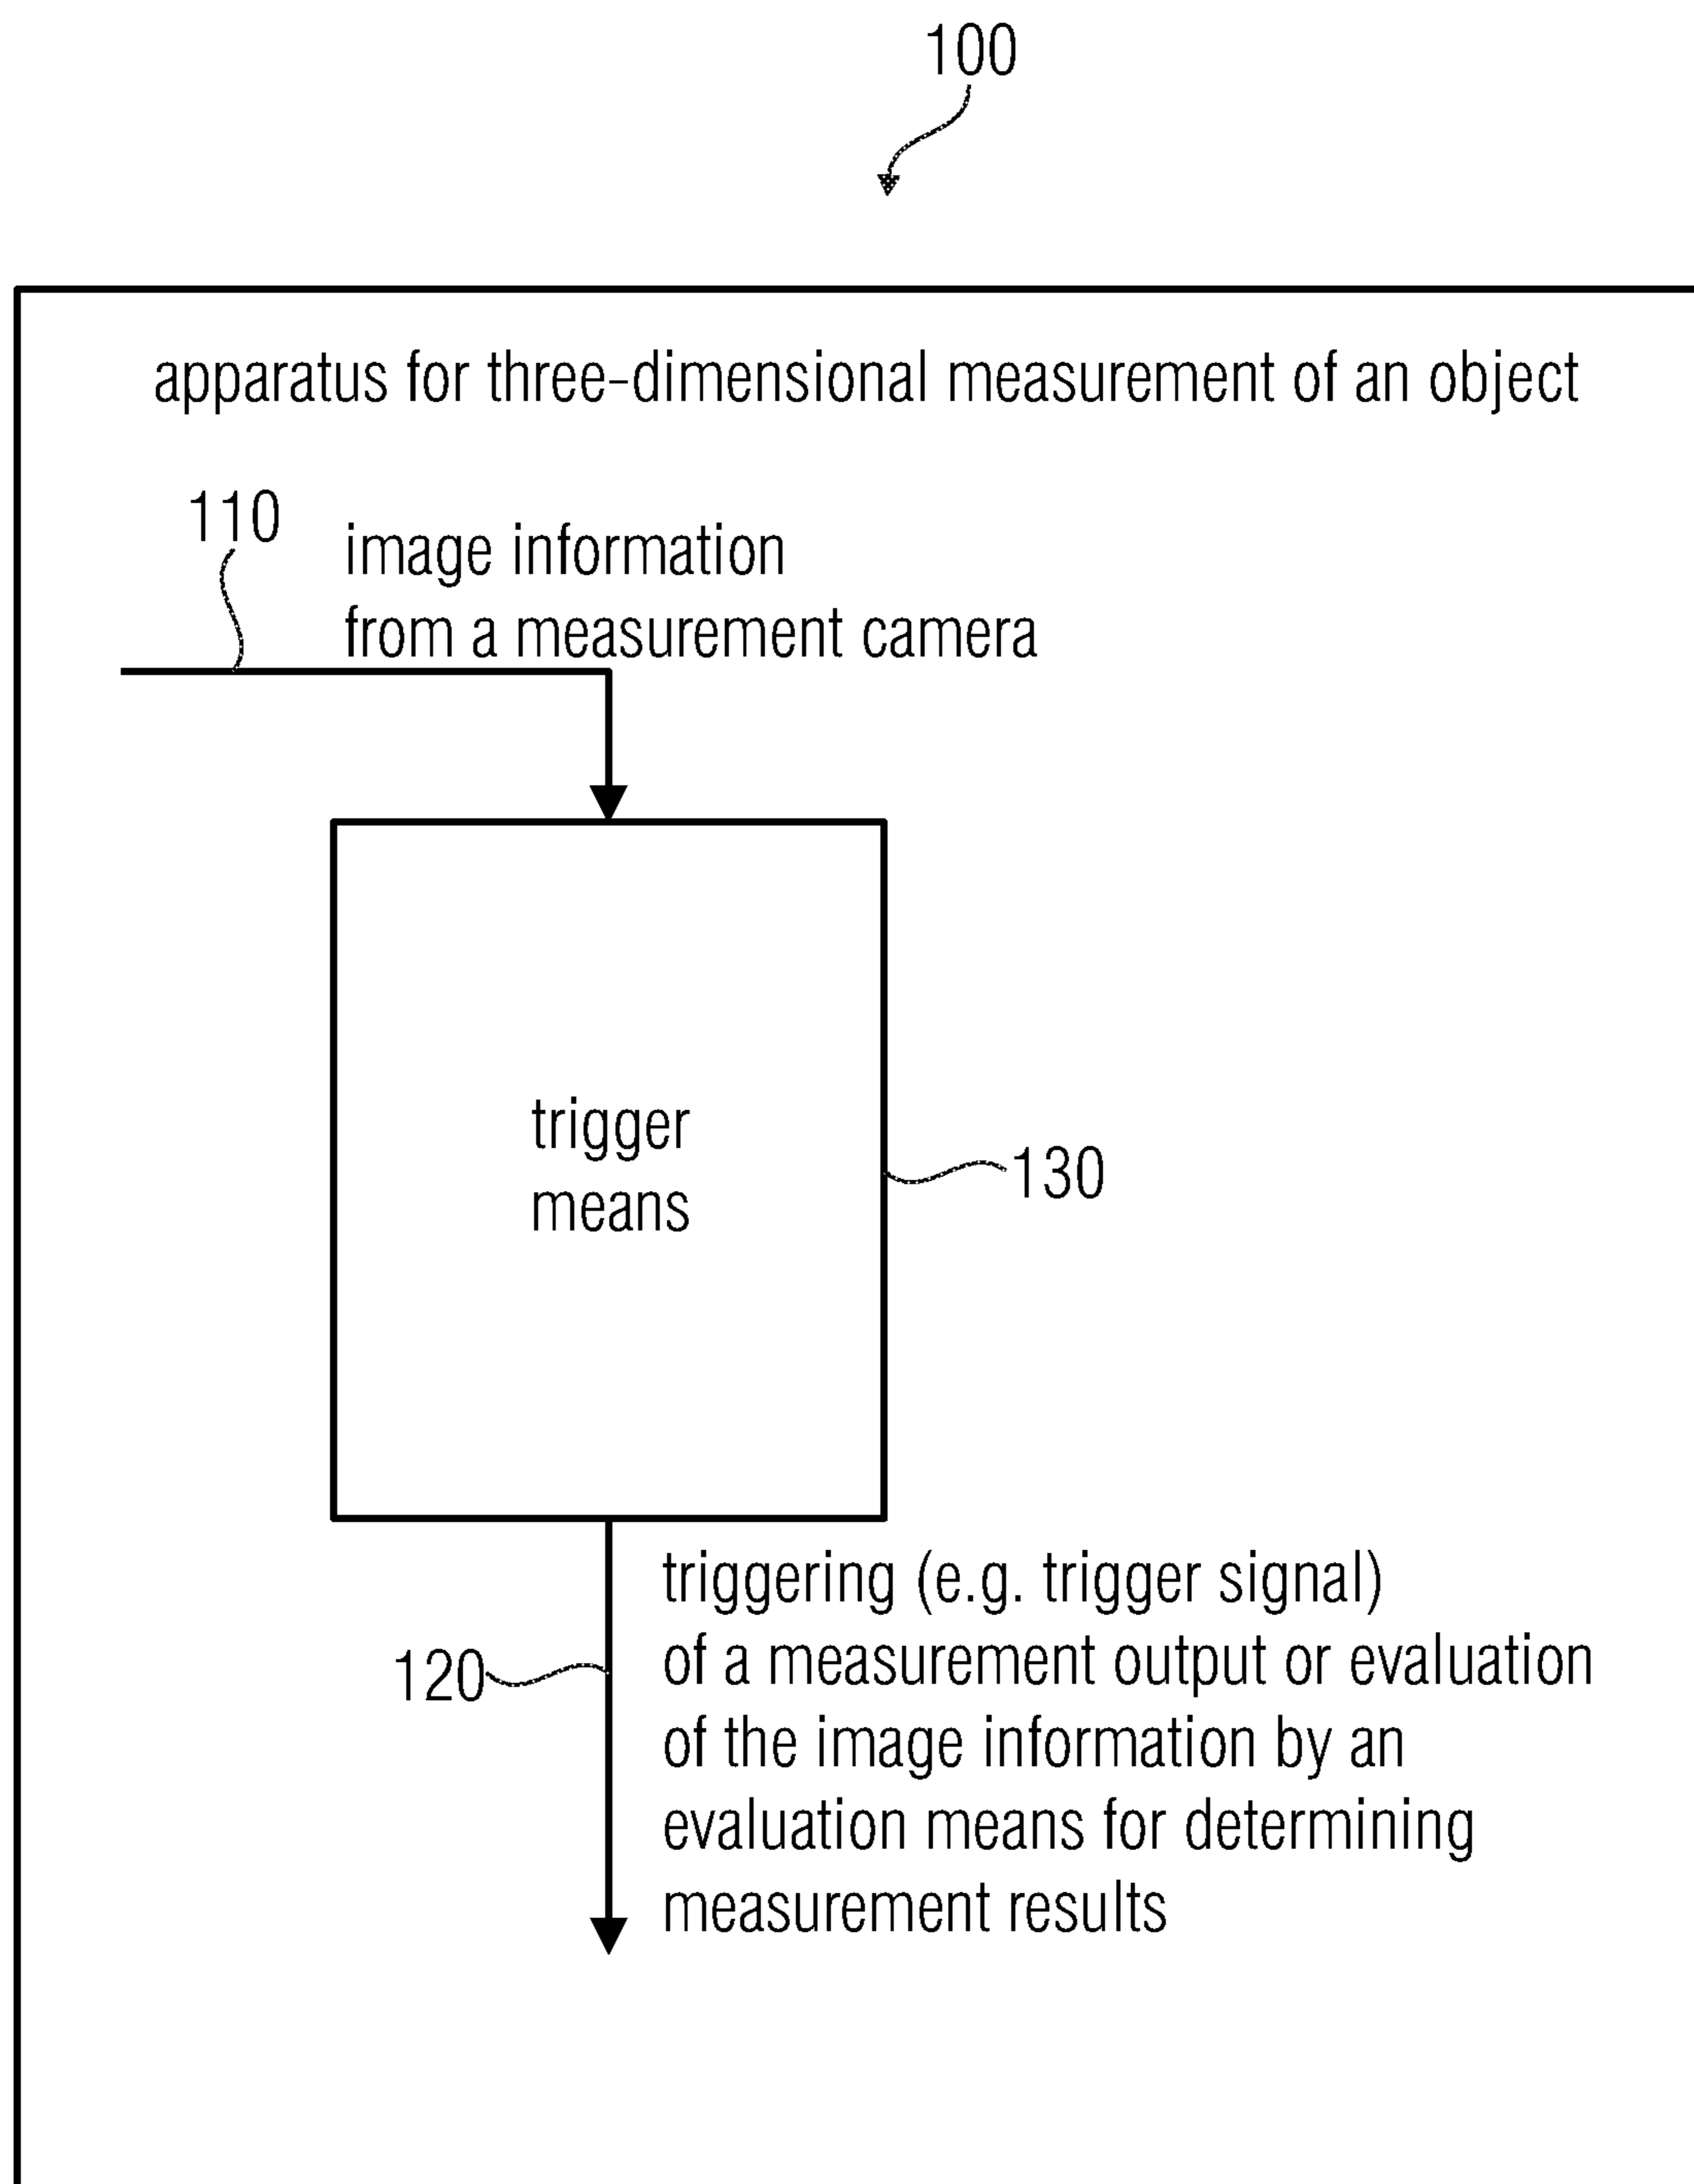 100
apparatus for three-dimensional measurement of an object
110
image information
from a measurement camera
trigger
means
130
triggering (e.g. trigger signal)
of a measurement output or evaluation
120
of the image information by an
evaluation means for determining
measurement results